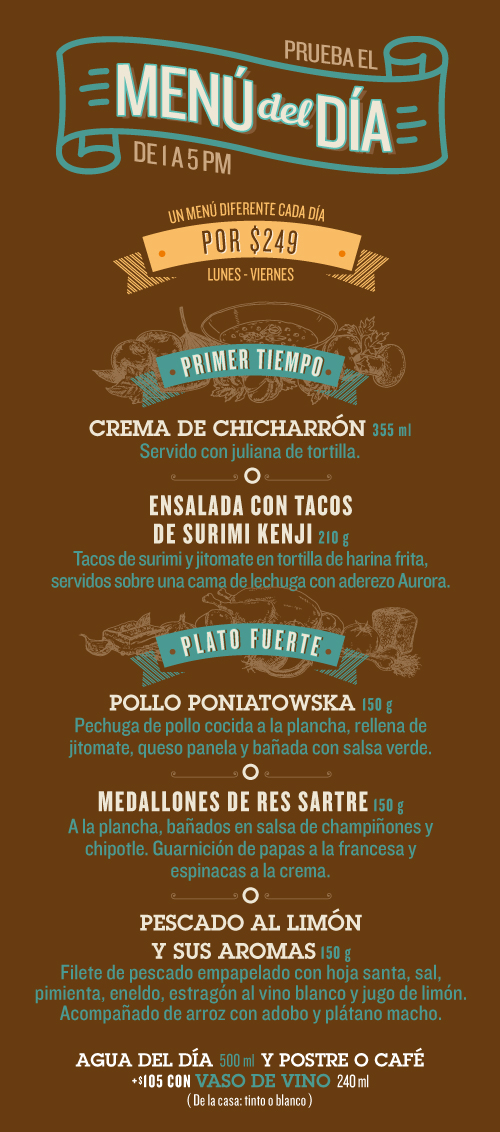 PRUEBA EL
MENÚ del DÍA
DE 1 A 5 PM
UN MENÚ DIFERENTE CADA DÍA
POR $249
LUNES - VIERNES
PRIMER TIEMPO
CREMA DE CHICHARRÓN 355 ml
Servido con juliana de tortilla.
ENSALADA CON TACOS
DE SURIMI KENJI 210 g
Tacos de surimi y jitomate en tortilla de harina frita,
servidos sobre una cama de lechuga con aderezo Aurora.
PLATO FUERTE
POLLO PONIATOWSKA 150 g
Pechuga de pollo cocida a la plancha, rellena de
jitomate, queso panela y bañada con salsa verde.
MEDALLONES DE RES SARTRE 150 g
A la plancha, bañados en salsa de champiñones y
chipotle. Guarnición de papas a la francesa y
espinacas a la crema.
PESCADO AL LIMÓN
Y SUS AROMAS 150 g
Filete de pescado empapelado con hoja santa, sal,
pimienta, eneldo, estragón al vino blanco y jugo de limón.
Acompañado de arroz con adobo y plátano macho.
AGUA DEL DÍA 500 ml Y POSTRE O CAFÉ
+$105 CON VASO DE VINO 240 ml
( De la casa: tinto o blanco )